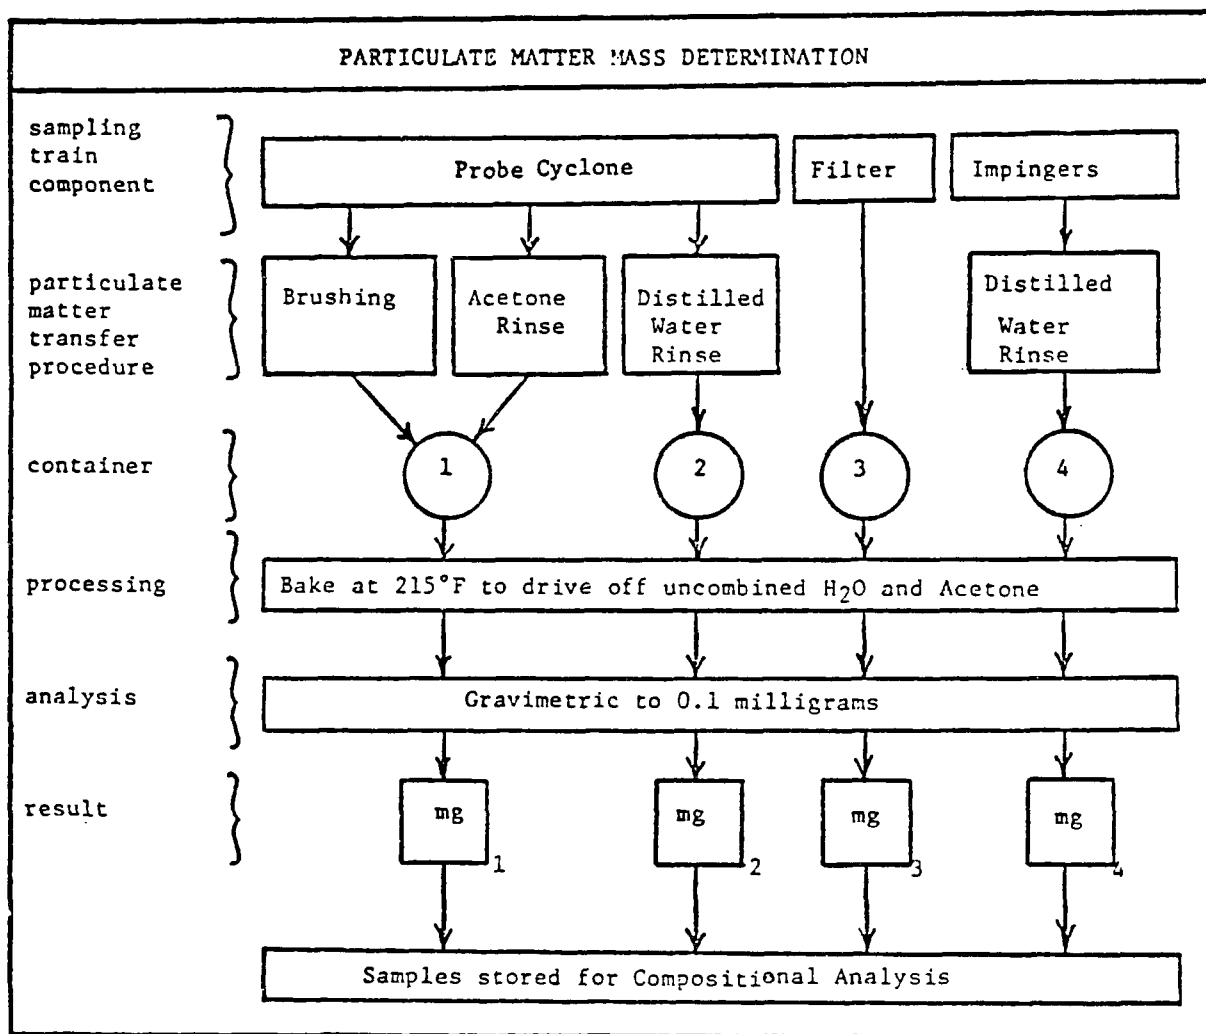 PARTICULATE MATTER MASS DETERMINATION
sampling
train
component
Probe Cyclone
Filter
Impingers
particulate
matter
transfer
procedure
Brushing
Acetone
Rinse
Distilled
Water
Rinse
Distilled
Water
Rinse
container
1
2
3
4
processing
Bake at 215°F to drive off uncombined H₂O and Acetone
analysis
Gravimetric to 0.1 milligrams
result
mg 1
mg 2
mg 3
mg 4
Samples stored for Compositional Analysis